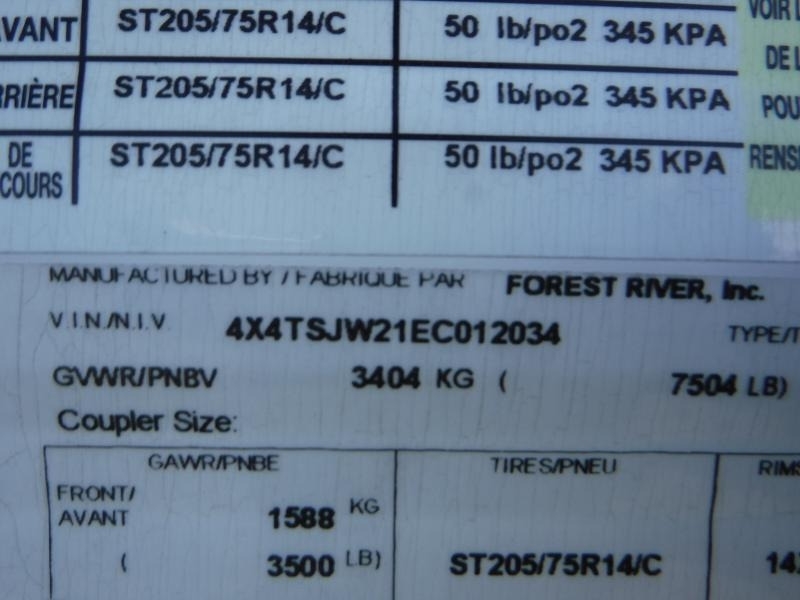 AVANT ST205/75R14/C 50 lb/po2 345 KPA
RRIÈRE ST205/75R14/C 50 lb/po2 345 KPA
DE
COURS ST205/75R14/C 50 lb/po2 345 KPA
VOIR L
DE L
POU
RENSE
MANUFACTURED BY / FABRIQUE PAR FOREST RIVER, Inc.
V.I.N./N.I.V. 4X4TSJW21EC012034 TYPE/T
GVWR/PNBV 3404 KG ( 7504 LB)
Coupler Size:
GAWR/PNBE TIRES/PNEU RIMS
FRONT/
AVANT 1588 KG
( 3500 LB) ST205/75R14/C 14